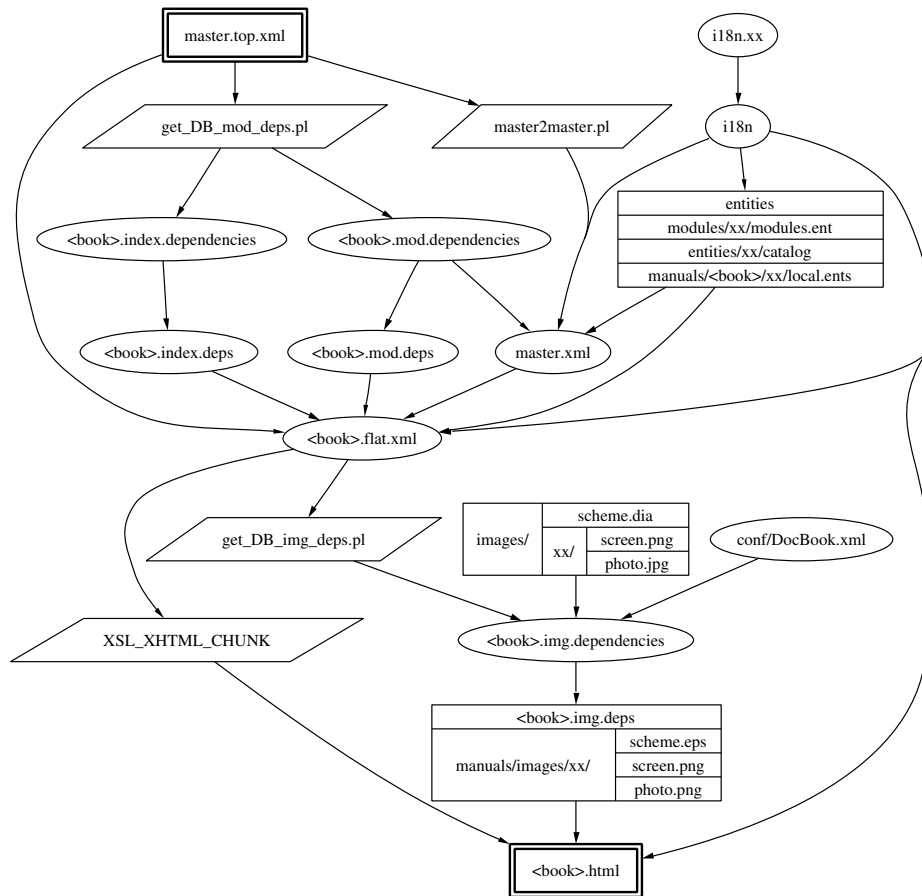 master.top.xml
i18n.xx
get_DB_mod_deps.pl
master2master.pl
i18n
entities
modules/xx/modules.ent
entities/xx/catalog
manuals/<book>/xx/local.ents
<book>.index.dependencies
<book>.mod.dependencies
<book>.index.deps
<book>.mod.deps
master.xml
<book>.flat.xml
get_DB_img_deps.pl
images/
scheme.dia
xx/
screen.png
photo.jpg
conf/DocBook.xml
XSL_XHTML_CHUNK
<book>.img.dependencies
<book>.img.deps
manuals/images/xx/
scheme.eps
screen.png
photo.png
<book>.html